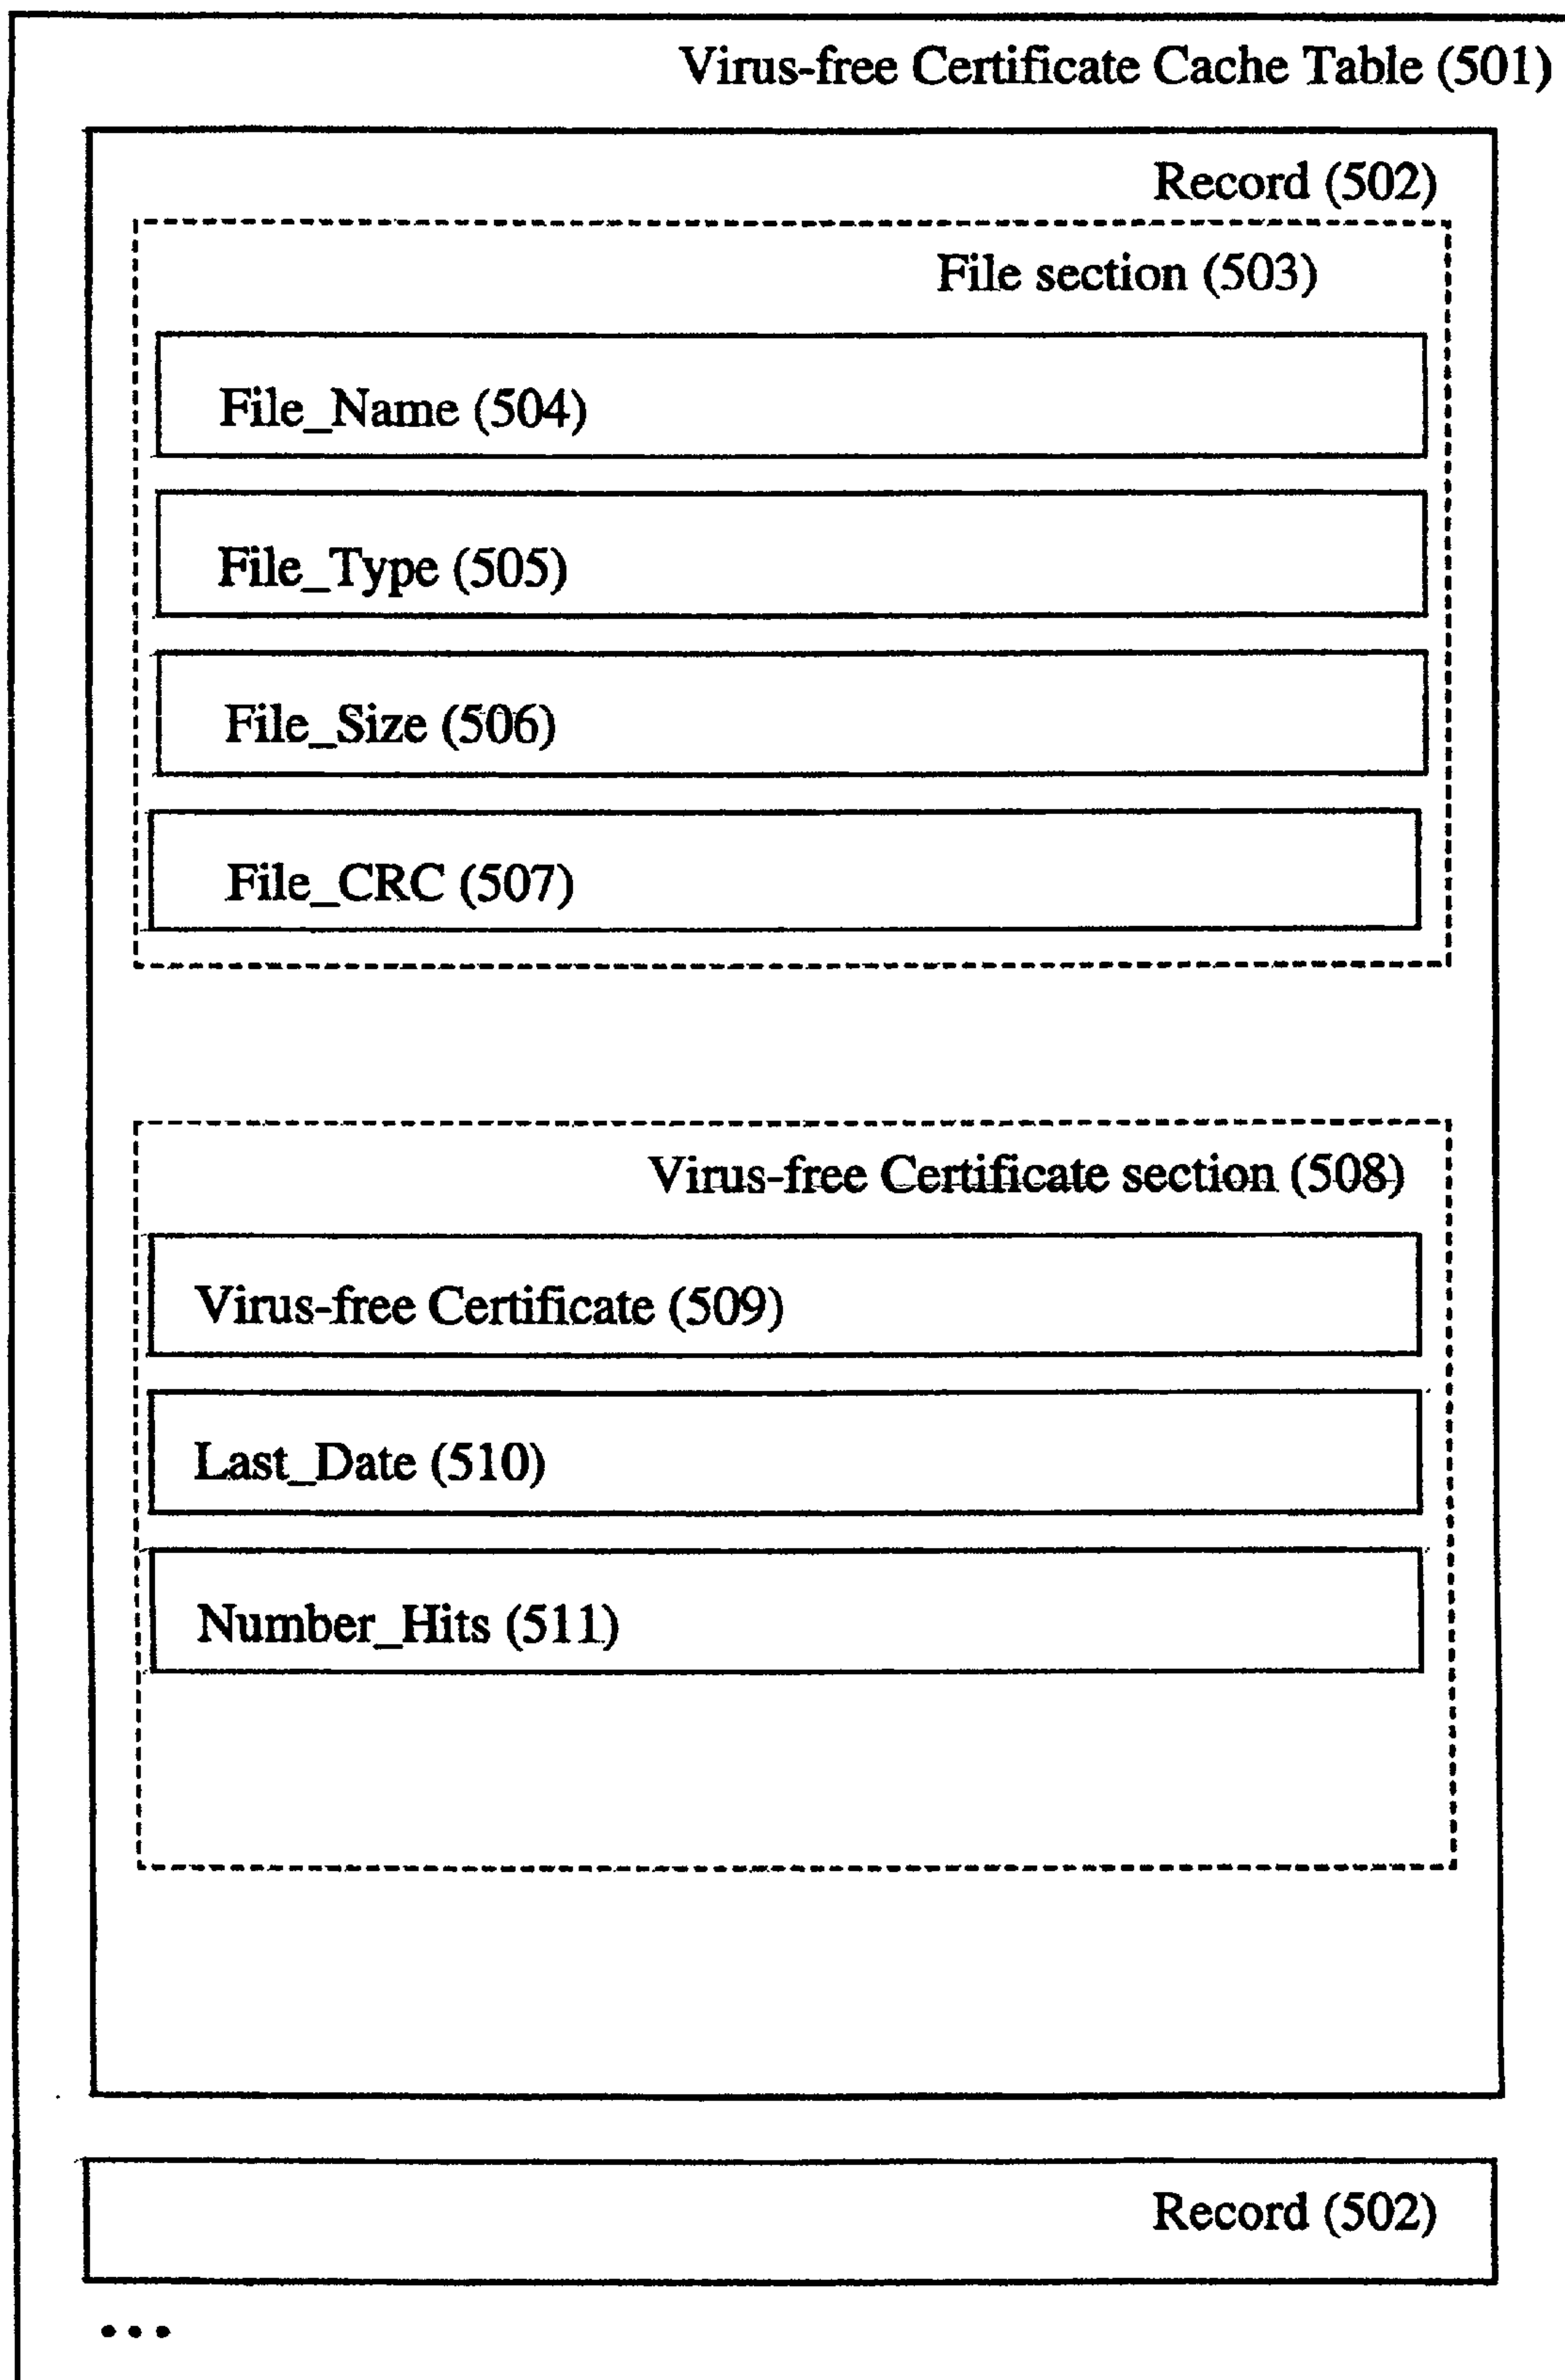 Virus-free Certificate Cache Table (501)
Record (502)
File section (503)
File_Name (504)
File_Type (505)
File_Size (506)
File_CRC (507)
Virus-free Certificate section (508)
Virus-free Certificate (509)
Last_Date (510)
Number_Hits (511)
Record (502)
...